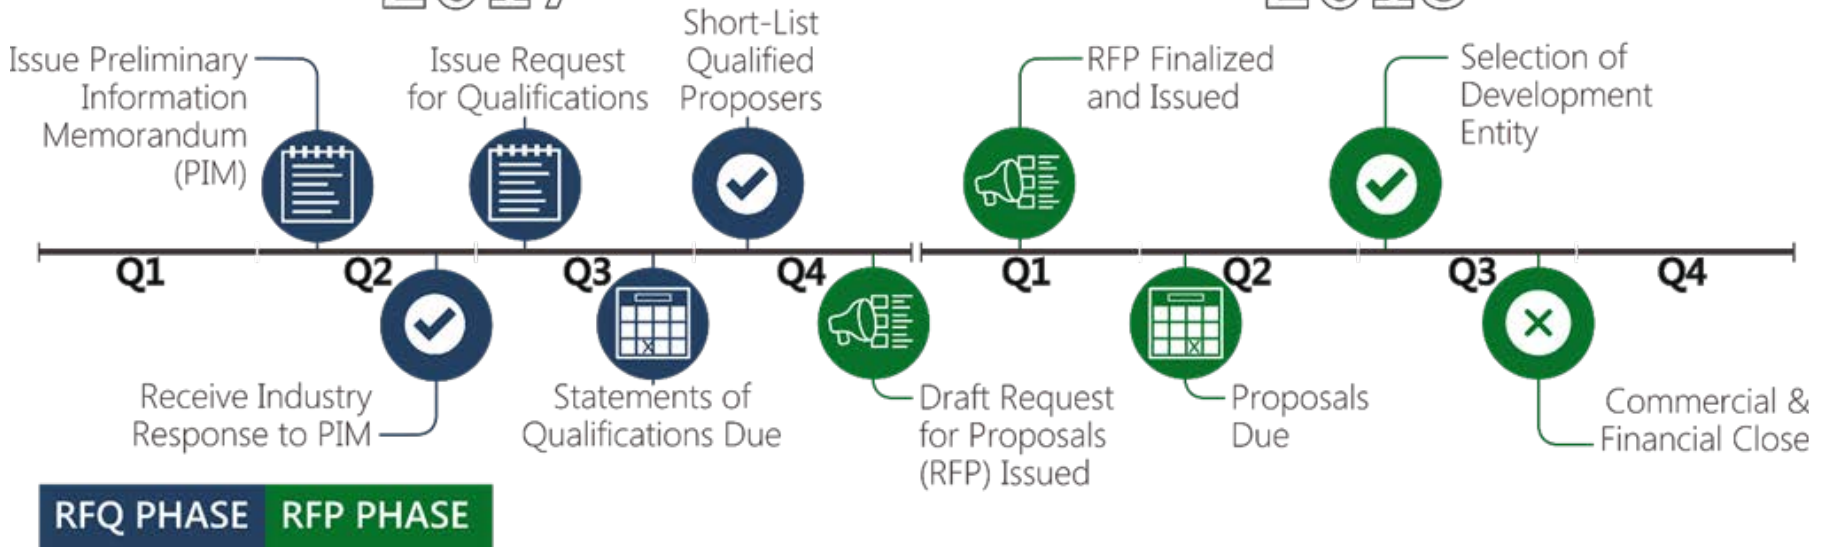 2017
2018
Issue Preliminary
Information
Memorandum
(PIM)
Issue Request
for Qualifications
Short-List
Qualified
Proposers
RFP Finalized
and Issued
Selection of
Development
Entity
Q1
Q2
Q3
Q4
Q1
Q2
Q3
Q4
Receive Industry
Response to PIM
Statements of
Qualifications Due
Draft Request
for Proposals
(RFP) Issued
Proposals
Due
Commercial &
Financial Close
RFQ PHASE
RFP PHASE